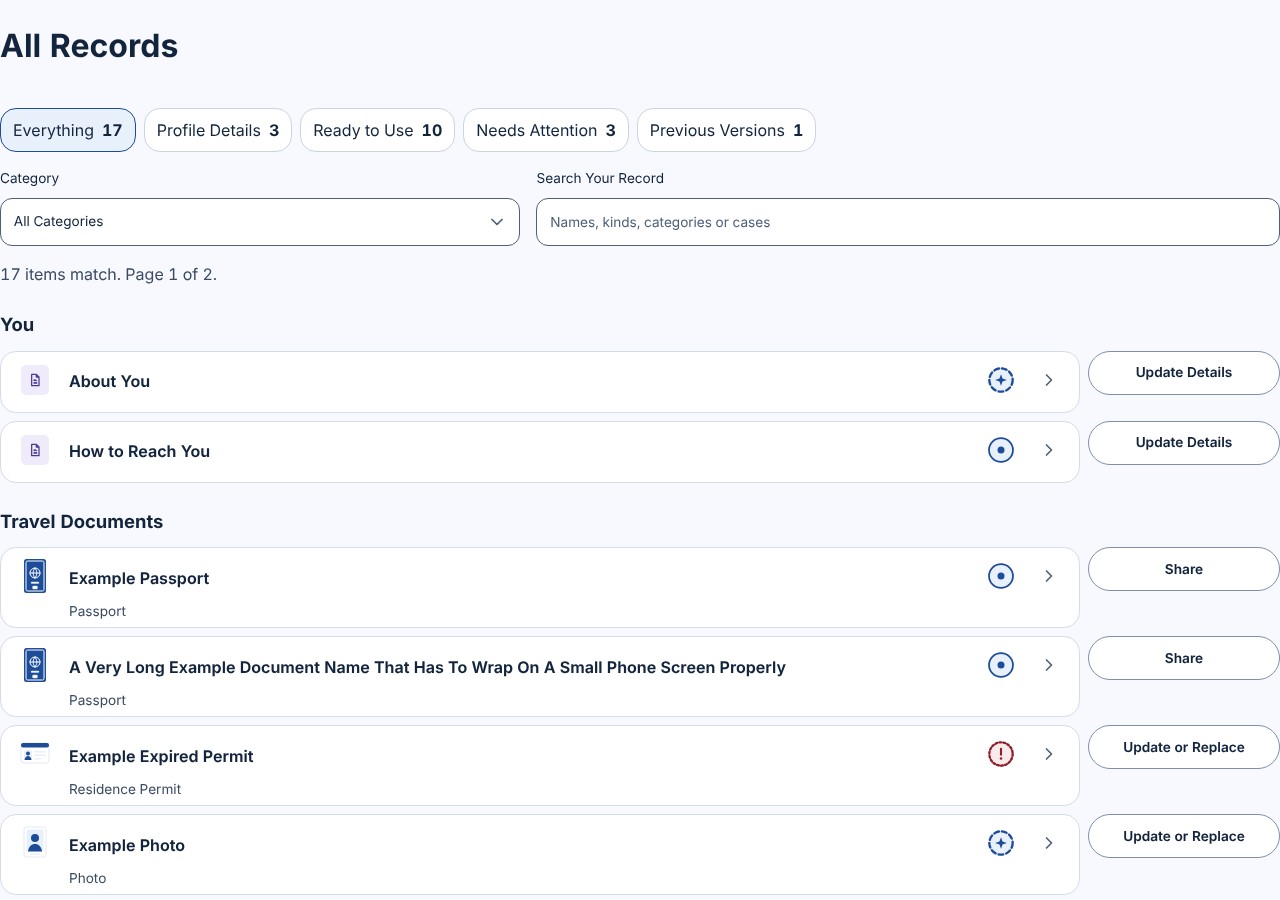 All Records
Everything 17
Profile Details 3
Ready to Use 10
Needs Attention 3
Previous Versions 1
Category
Search Your Record
All Categories
Names, kinds, categories or cases
17 items match. Page 1 of 2.
You
About You
Update Details
How to Reach You
Update Details
Travel Documents
Example Passport
Passport
Share
A Very Long Example Document Name That Has To Wrap On A Small Phone Screen Properly
Passport
Share
Example Expired Permit
Residence Permit
Update or Replace
Example Photo
Photo
Update or Replace